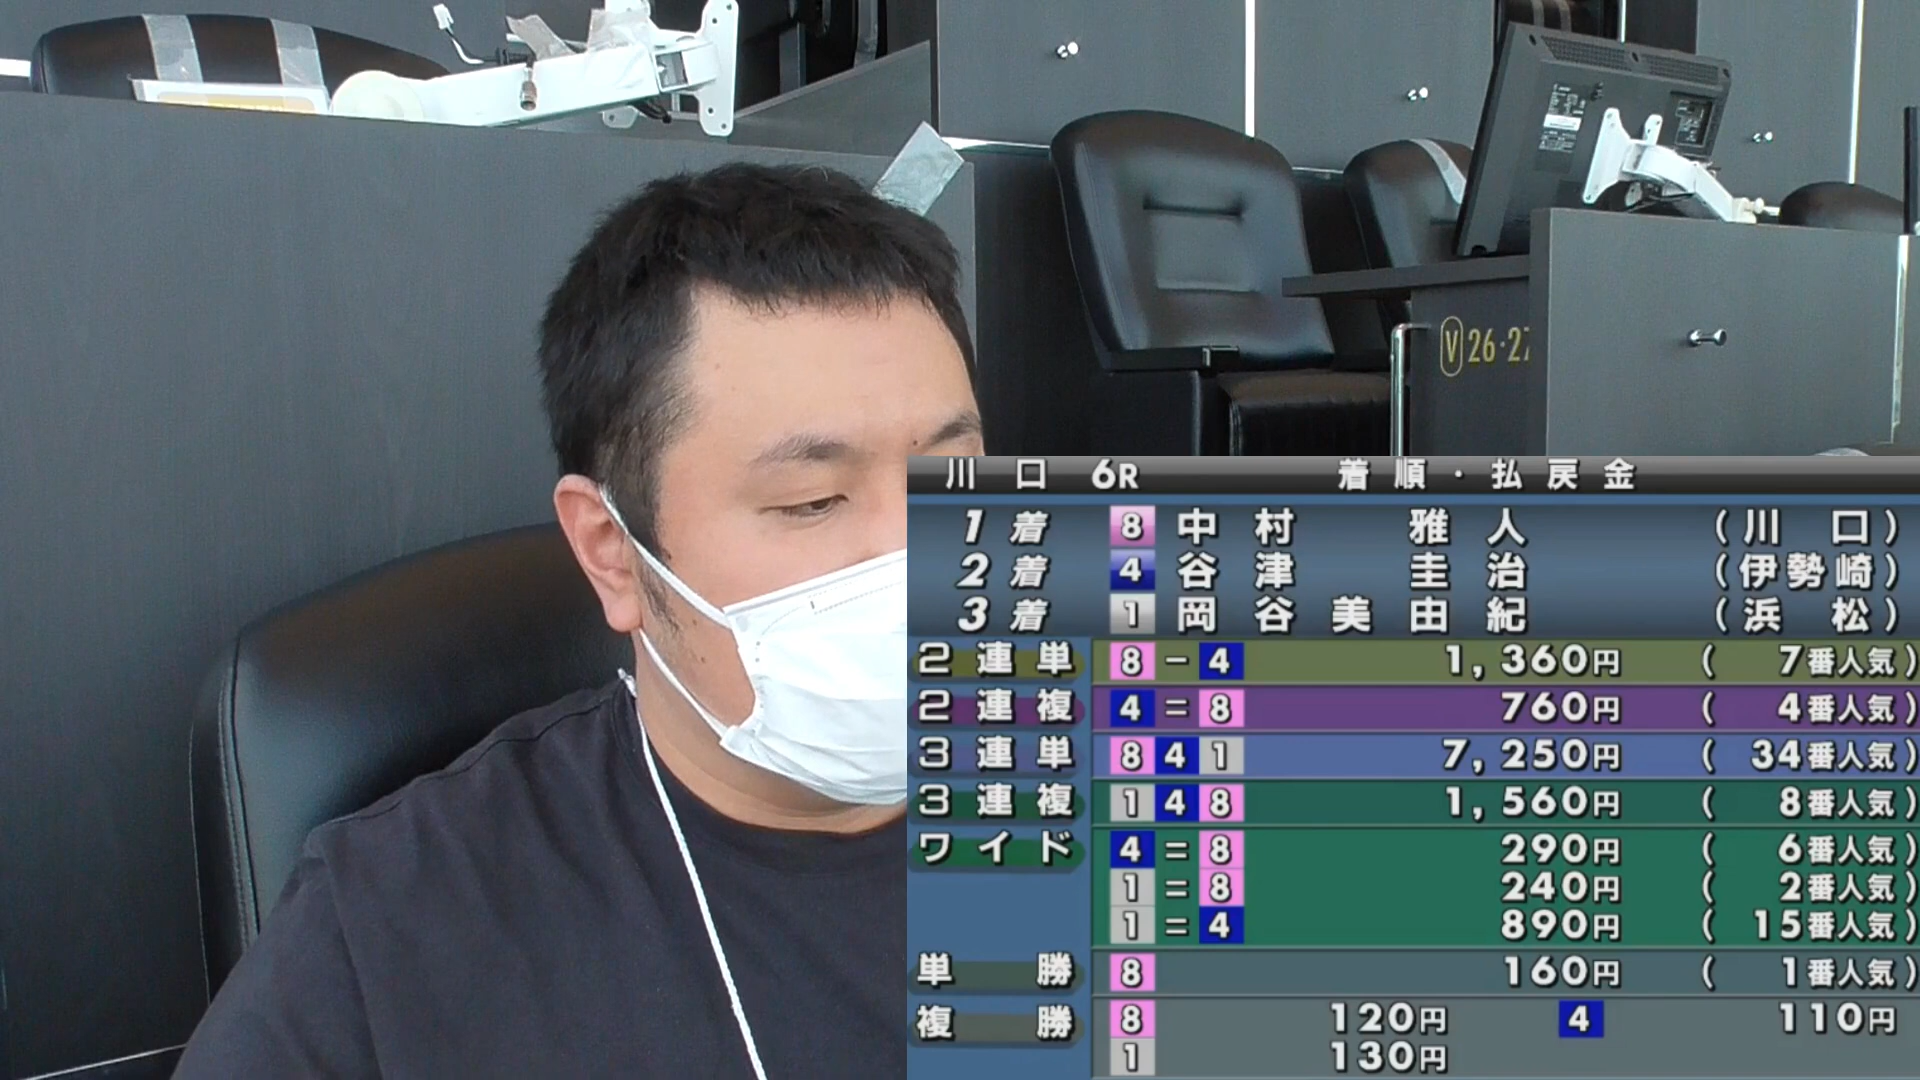 V 26·27
川口 6R 着順・払戻金
1着 8 中村 雅人 (川口)
2着 4 谷津 圭治 (伊勢崎)
3着 1 岡谷美由紀 (浜松)
2連単 8-4 1,360円 (7番人気)
2連複 4=8 760円 (4番人気)
3連単 8 4 1 7,250円 (34番人気)
3連複 1 4 8 1,560円 (8番人気)
ワイド 4=8 290円 (6番人気)
1=8 240円 (2番人気)
1=4 890円 (15番人気)
単勝 8 160円 (1番人気)
複勝 8 120円 4 110円
1 130円